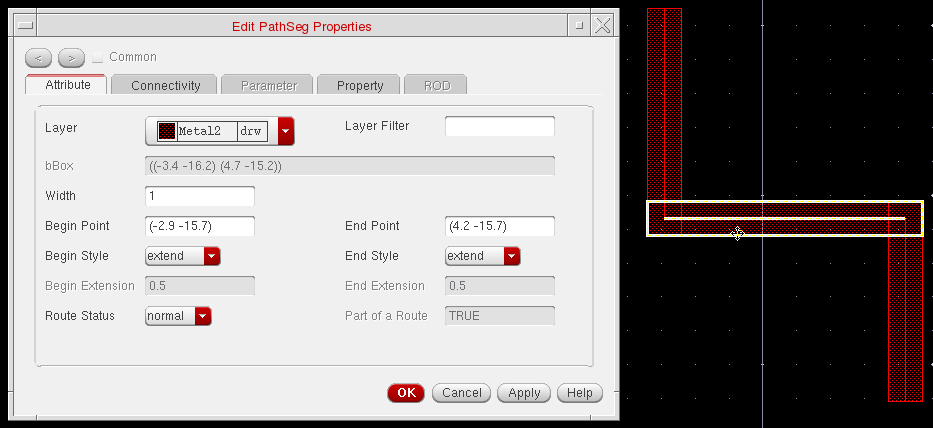 Edit PathSeg Properties
< > Common
Attribute Connectivity Parameter Property ROD
Layer Metal2 drw Layer Filter
bBox ((-3.4 -16.2) (4.7 -15.2))
Width 1
Begin Point (-2.9 -15.7) End Point (4.2 -15.7)
Begin Style extend End Style extend
Begin Extension 0.5 End Extension 0.5
Route Status normal Part of a Route TRUE
OK Cancel Apply Help